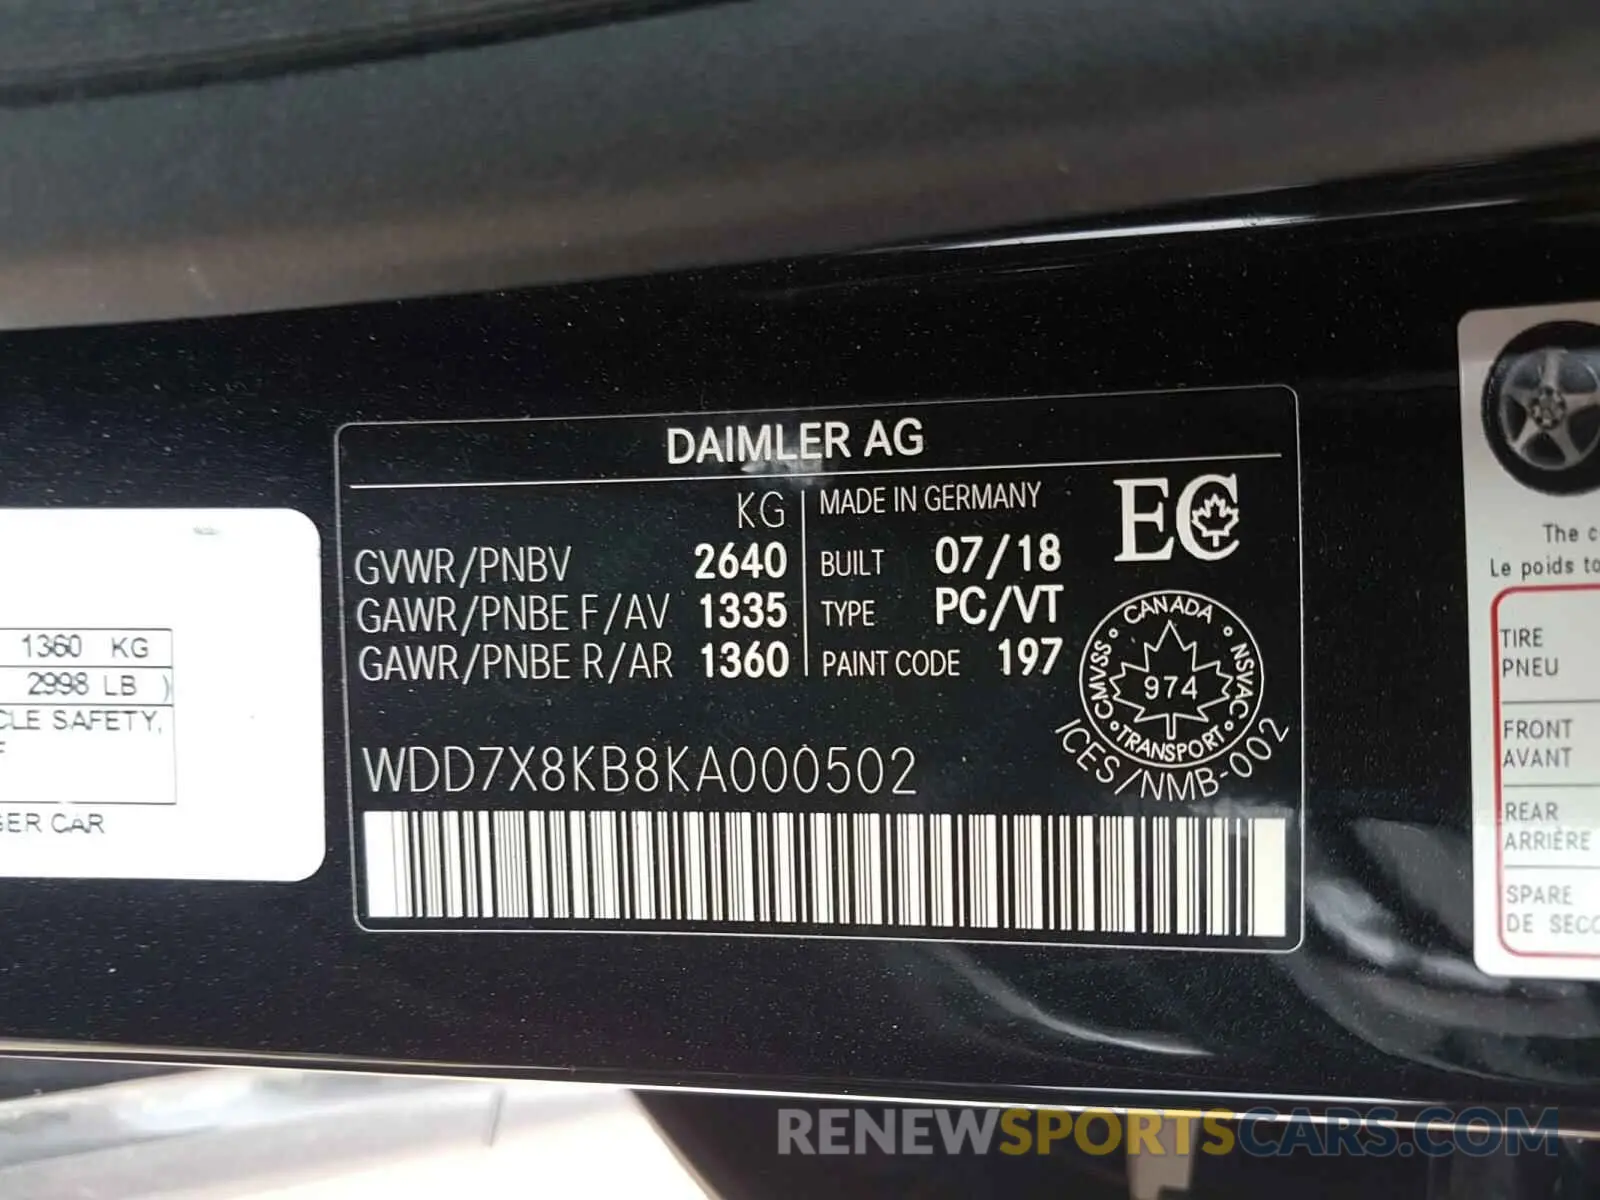 DAIMLER AG
KG
GVWR/PNBV 2640
GAWR/PNBE F/AV 1335
GAWR/PNBE R/AR 1360
MADE IN GERMANY
BUILT 07/18
TYPE PC/VT
PAINT CODE 197
EC
CANADA
CMVSS NSVAC
974
TRANSPORT
ICES/NMB-002
WDD7X8KB8KA000502
1360 KG
2998 LB )
CLE SAFETY,
F
GER CAR
The c
Le poids to
TIRE
PNEU
FRONT
AVANT
REAR
ARRIÈRE
SPARE
DE SECO
RENEWSPORTSCARS.COM